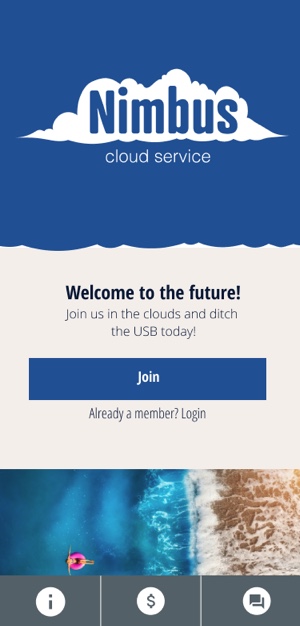 Nimbus
cloud service
Welcome to the future!
Join us in the clouds and ditch
the USB today!
Join
Already a member? Login